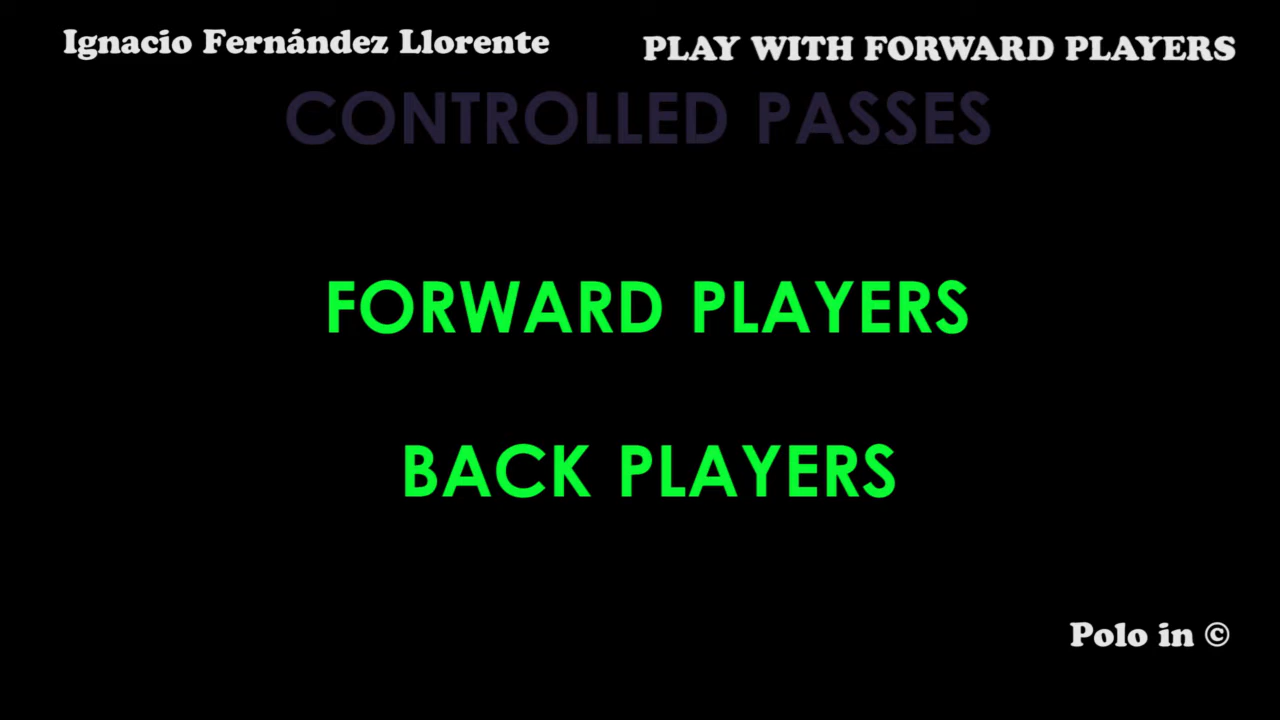 Ignacio Fernández Llorente
PLAY WITH FORWARD PLAYERS
CONTROLLED PASSES
FORWARD PLAYERS
BACK PLAYERS
Polo in ©